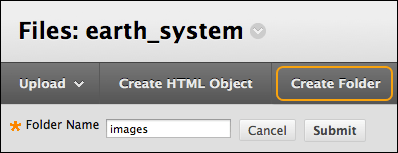 Files: earth_system
Upload Create HTML Object Create Folder
* Folder Name images Cancel Submit